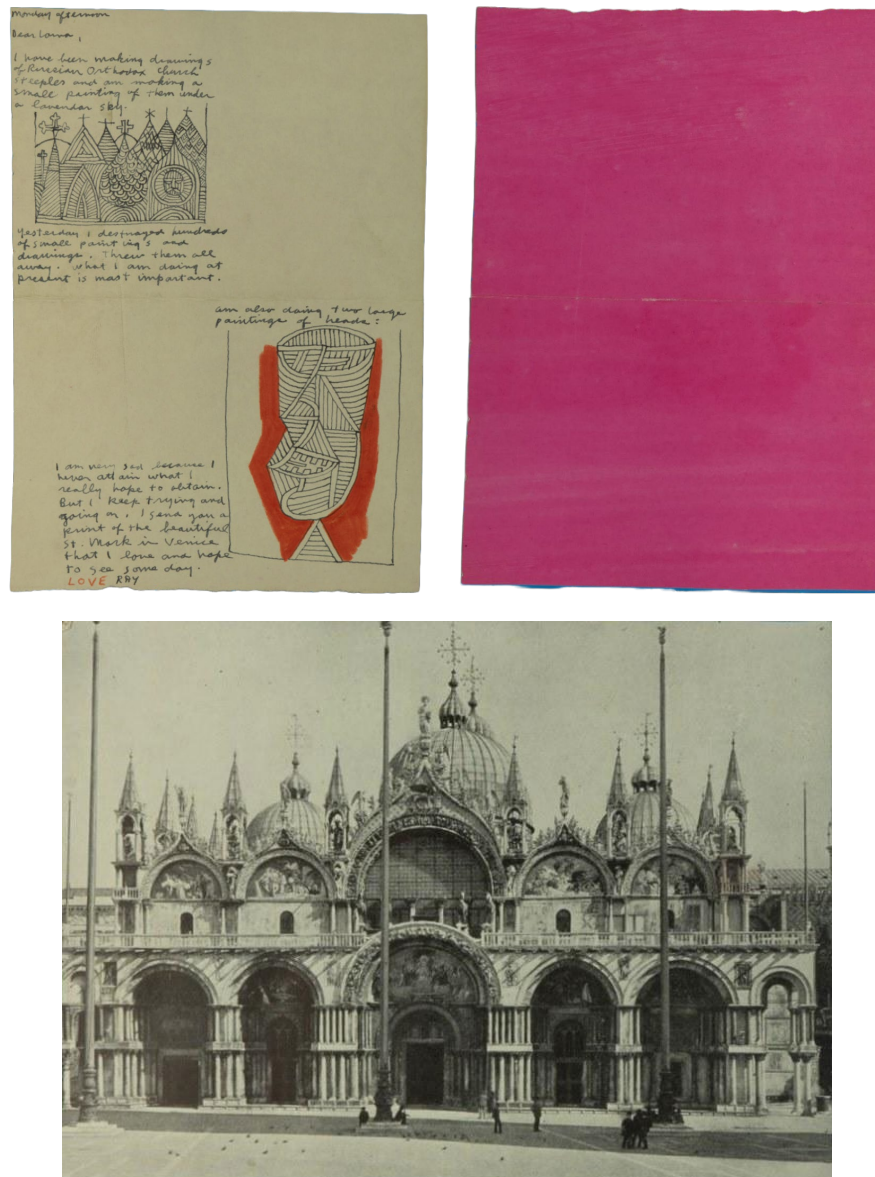 Monday afternoon
Dear Lorna,
I have been making drawings
of Russian Orthodox Church
steeples and am making a
small painting of them under
a lavendar sky.
Yesterday I destroyed hundreds
of small painting's and
drawings. Threw them all
away. What I am doing at
present is most important.
am also doing two large
paintings of heads:
I am very sad because I
never attain what I
really hope to obtain.
But I keep trying and
going on. I send you a
print of the beautiful
St. Mark in Venice
that I love and hope
to see some day.
LOVE RAY